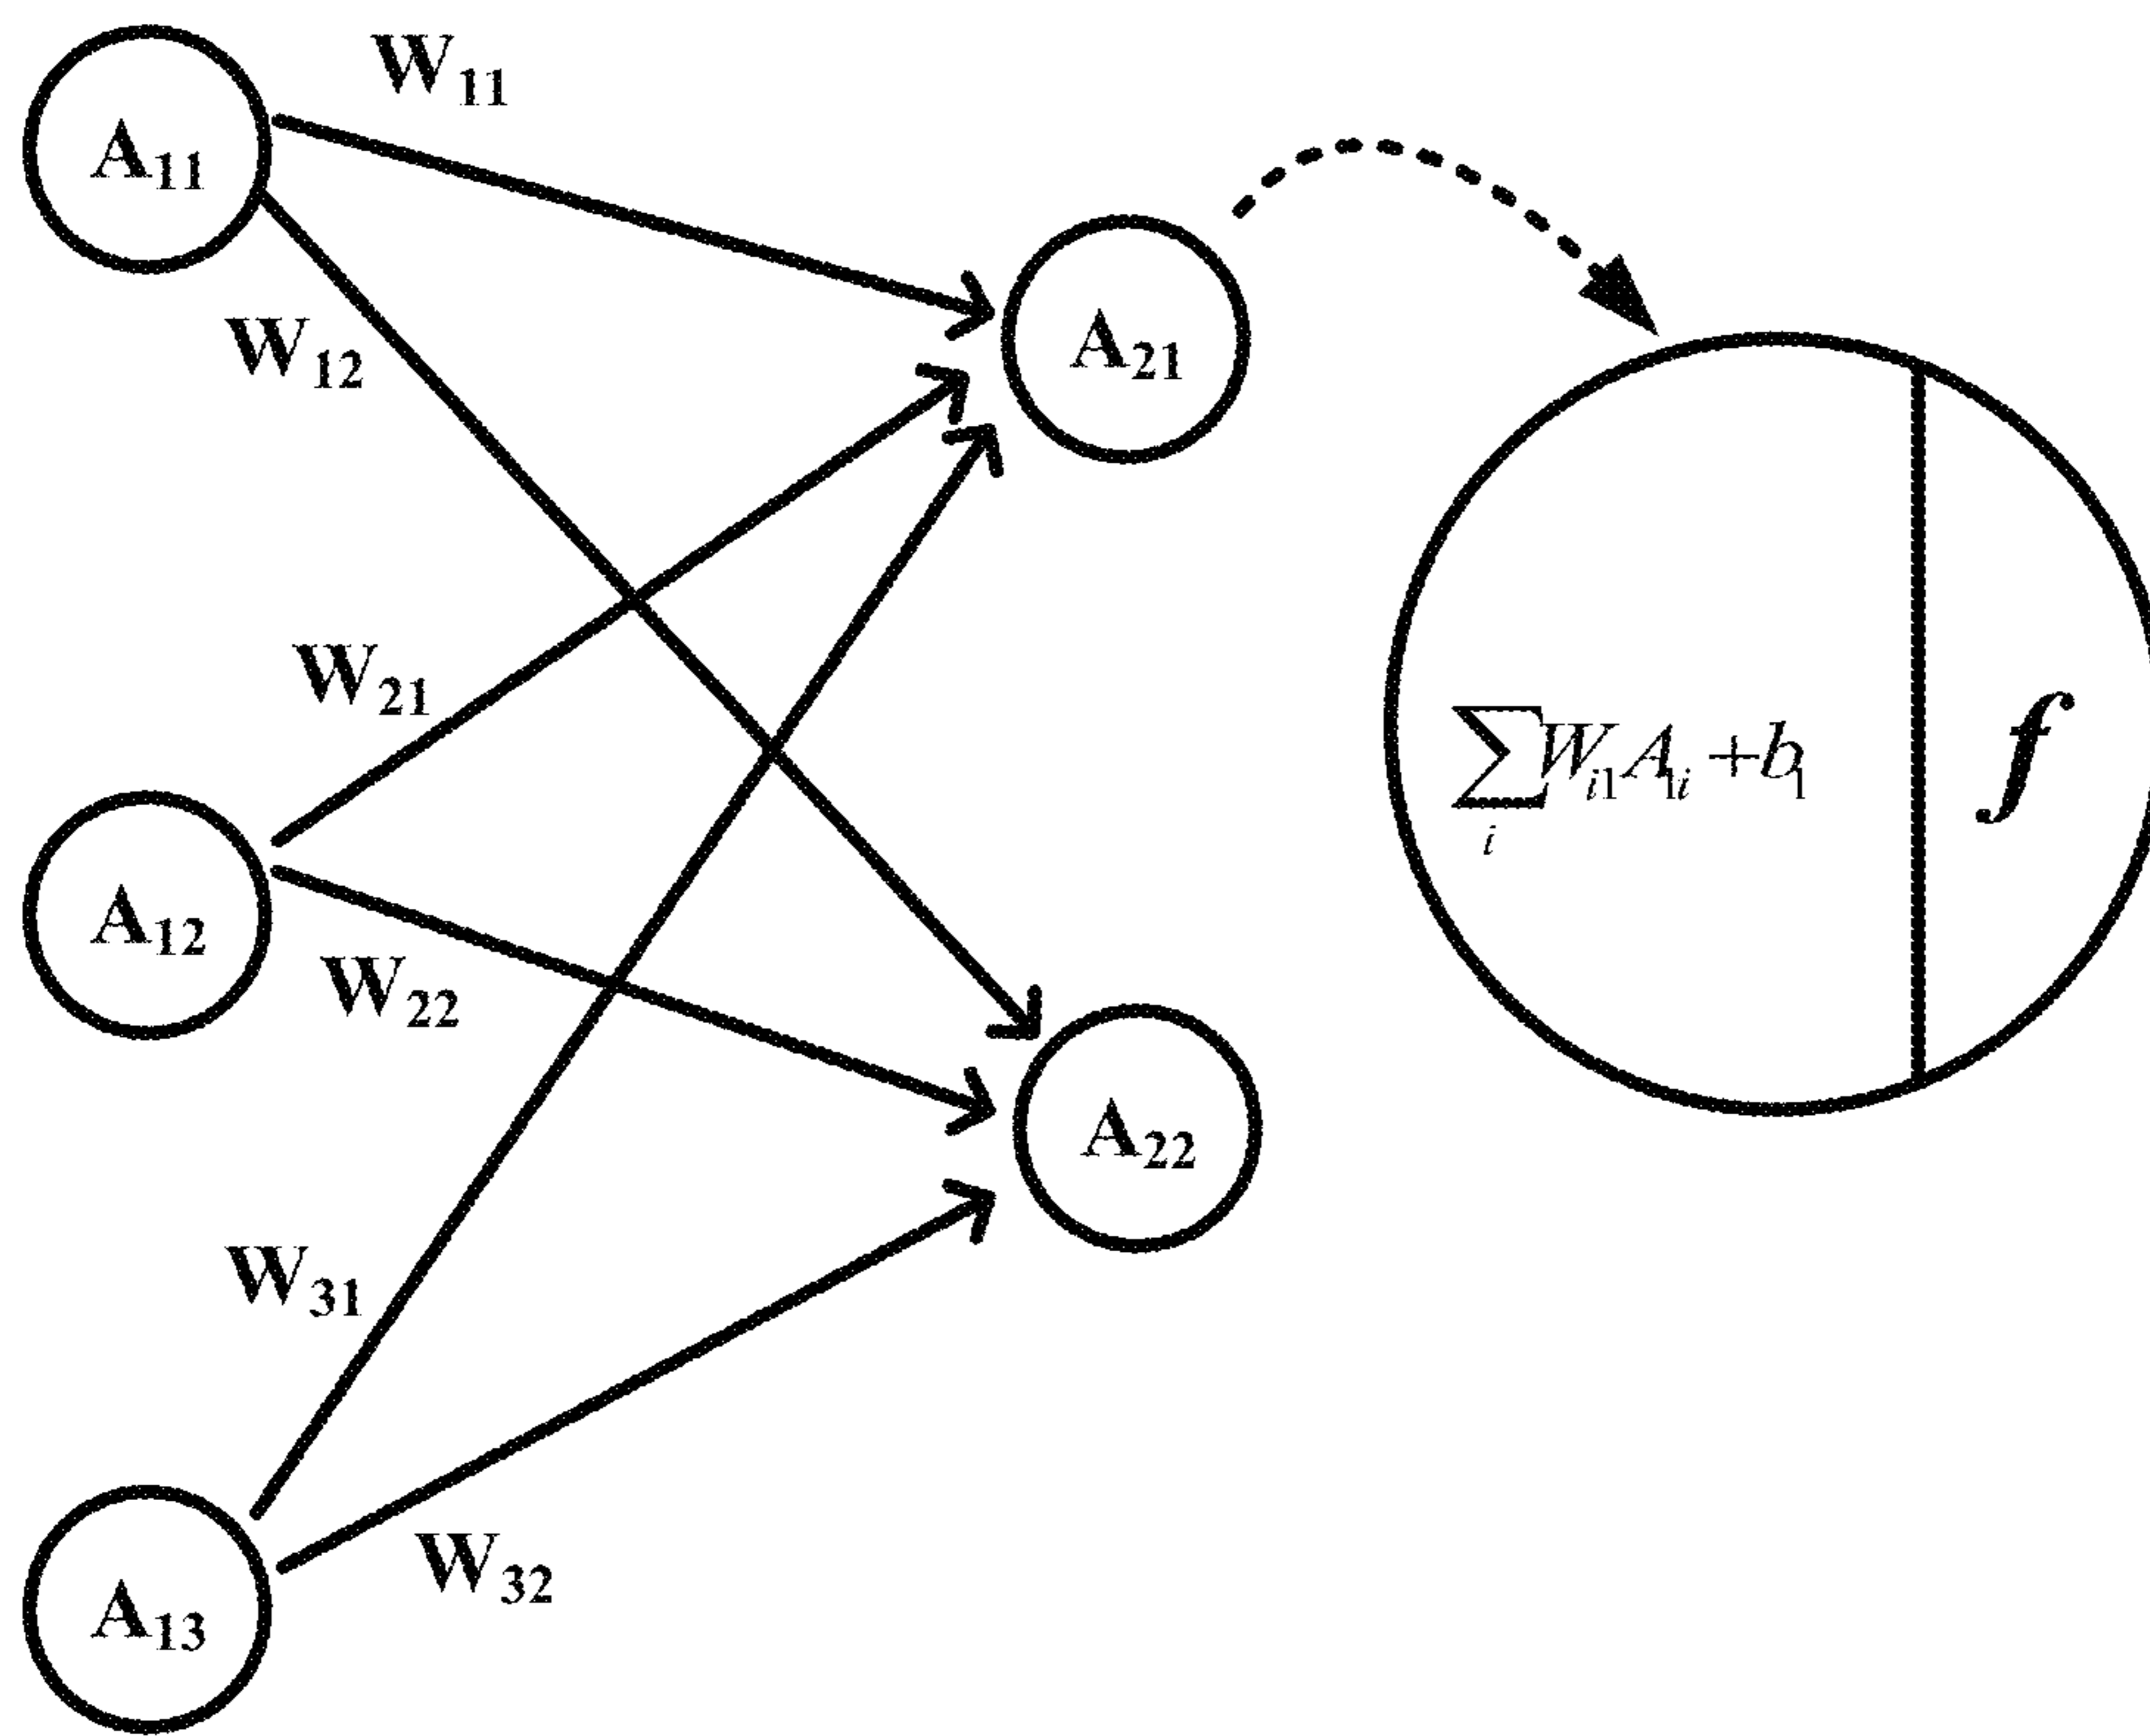 W₁₁
A₁₁
W₁₂
A₂₁
W₂₁
∑ᵢ Wᵢ₁A₁ᵢ + b₁
f
A₁₂
W₂₂
A₂₂
W₃₁
W₃₂
A₁₃